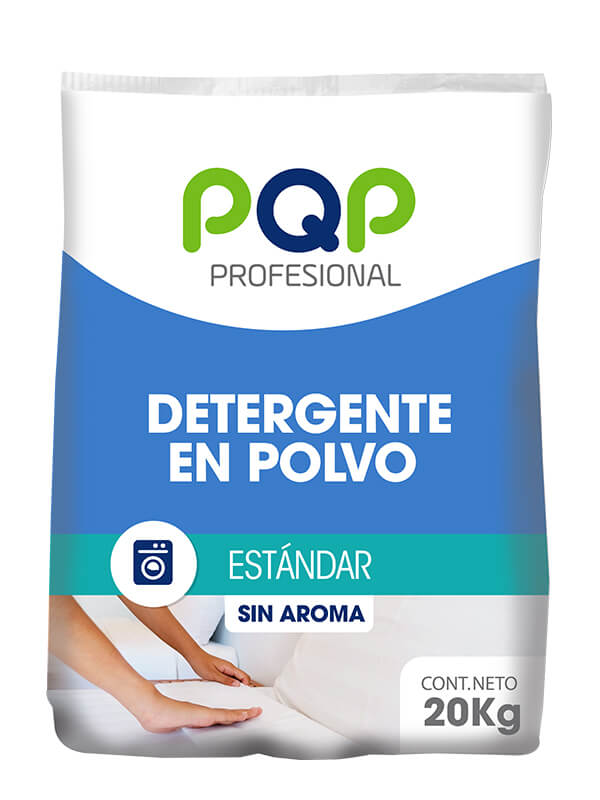 PQP
PROFESIONAL
DETERGENTE
EN POLVO
ESTÁNDAR
SIN AROMA
CONT.NETO
20Kg